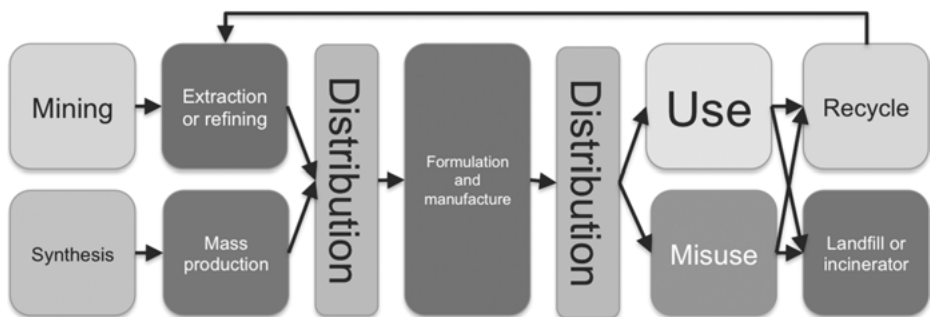 Mining
Extraction
or refining
Distribution
Formulation
and
manufacture
Distribution
Use
Recycle
Synthesis
Mass
production
Misuse
Landfill or
incinerator